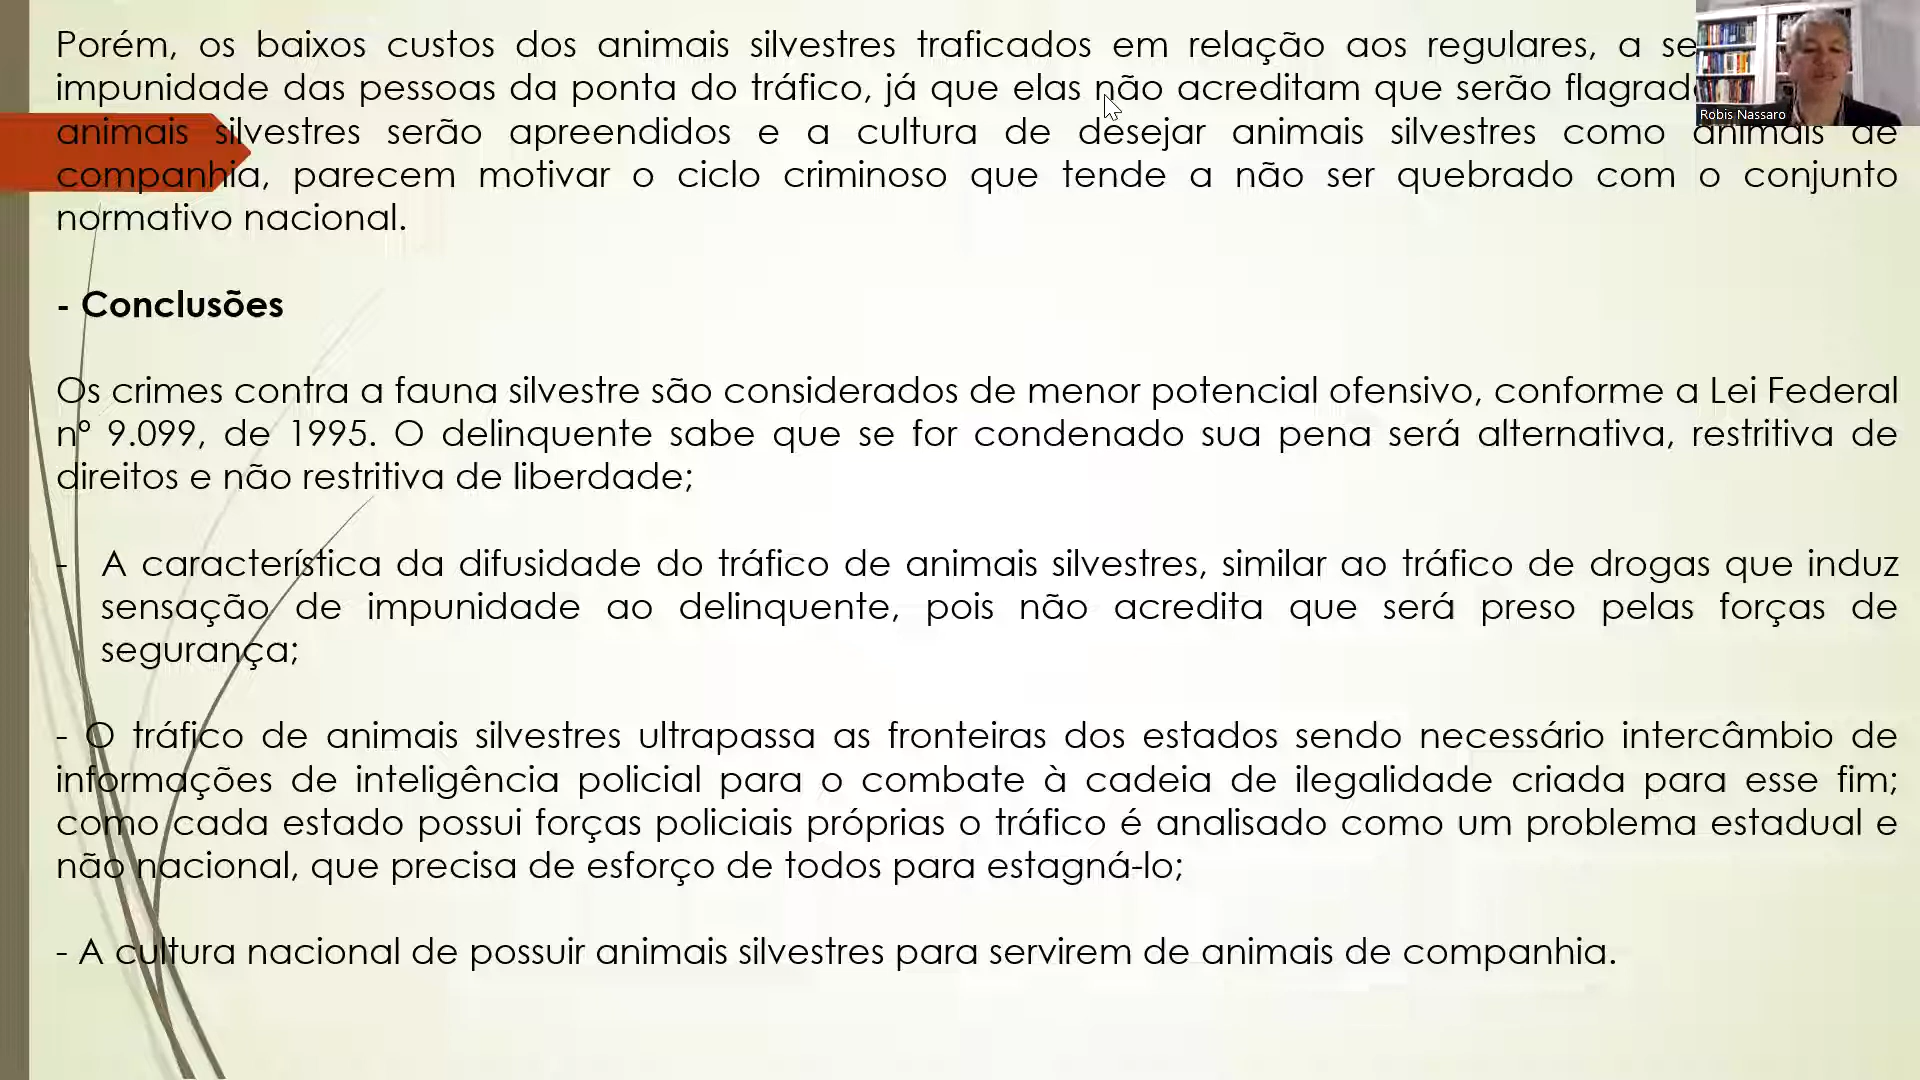 Porém, os baixos custos dos animais silvestres traficados em relação aos regulares, a
impunidade das pessoas da ponta do tráfico, já que elas não acreditam que serão
animais silvestres serão apreendidos e a cultura de desejar animais silvestres como animais de
companhia, parecem motivar o ciclo criminoso que tende a não ser quebrado com o conjunto
normativo nacional.
- Conclusões
Os crimes contra a fauna silvestre são considerados de menor potencial ofensivo, conforme a Lei Federal
nº 9.099, de 1995. O delinquente sabe que se for condenado sua pena será alternativa, restritiva de
direitos e não restritiva de liberdade;
- A característica da difusidade do tráfico de animais silvestres, similar ao tráfico de drogas que induz
sensação de impunidade ao delinquente, pois não acredita que será preso pelas forças de
segurança;
- O tráfico de animais silvestres ultrapassa as fronteiras dos estados sendo necessário intercâmbio de
informações de inteligência policial para o combate à cadeia de ilegalidade criada para esse fim;
como cada estado possui forças policiais próprias o tráfico é analisado como um problema estadual e
não nacional, que precisa de esforço de todos para estagná-lo;
- A cultura nacional de possuir animais silvestres para servirem de animais de companhia.
Robis Nassaro